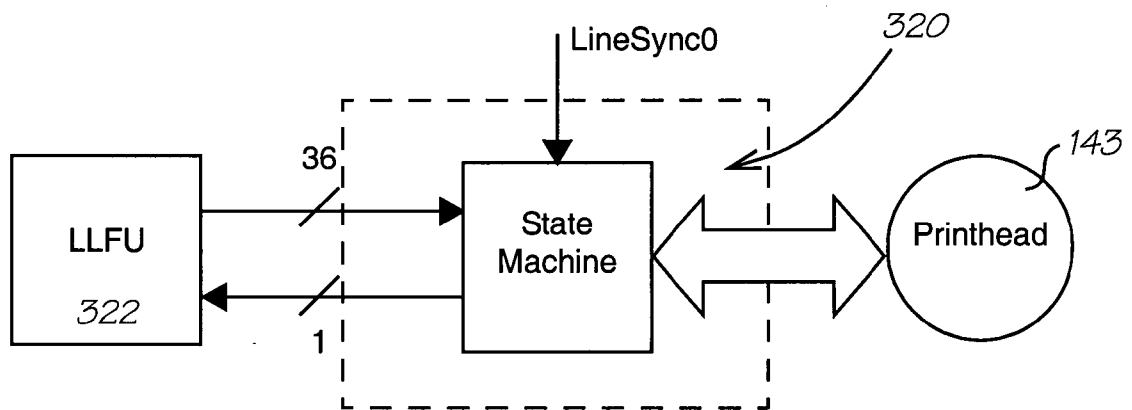 LineSync0
320
36
143
LLFU
State
Machine
Printhead
322
1